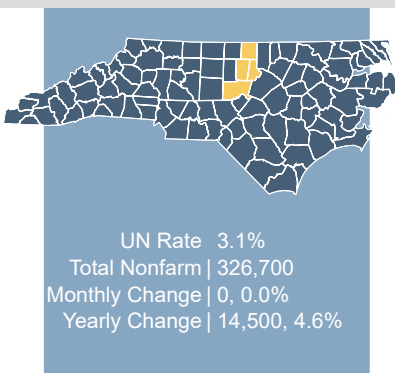 UN Rate 3.1%
Total Nonfarm | 326,700
Monthly Change | 0, 0.0%
Yearly Change | 14,500, 4.6%